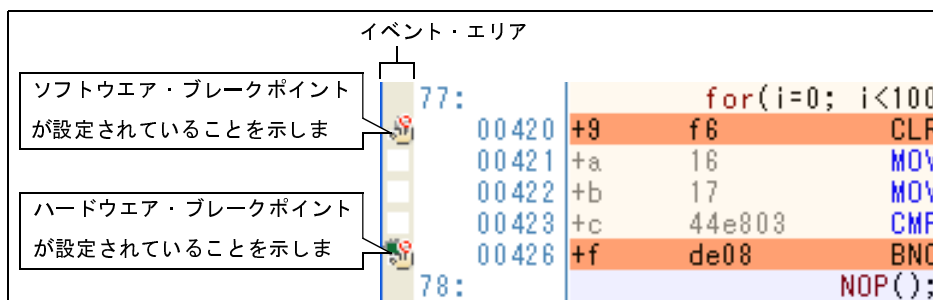 イベント・エリア
ソフトウエア・ブレークポイント
が設定されていることを示しま
ハードウエア・ブレークポイント
が設定されていることを示しま
77: for(i=0; i<100
00420 +9 f6 CLR
00421 +a 16 MOV
00422 +b 17 MOV
00423 +c 44e803 CMP
00426 +f de08 BNC
78: NOP();